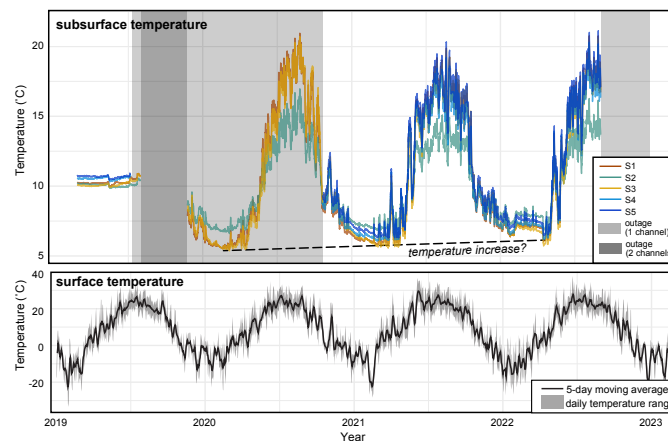 subsurface temperature
20
15
10
5
Temperature (˚C)
S1
S2
S3
S4
S5
outage
(1 channel)
outage
(2 channels)
temperature increase?
surface temperature
40
20
0
-20
Temperature (˚C)
5-day moving average
daily temperature range
2019
2020
2021
2022
2023
Year